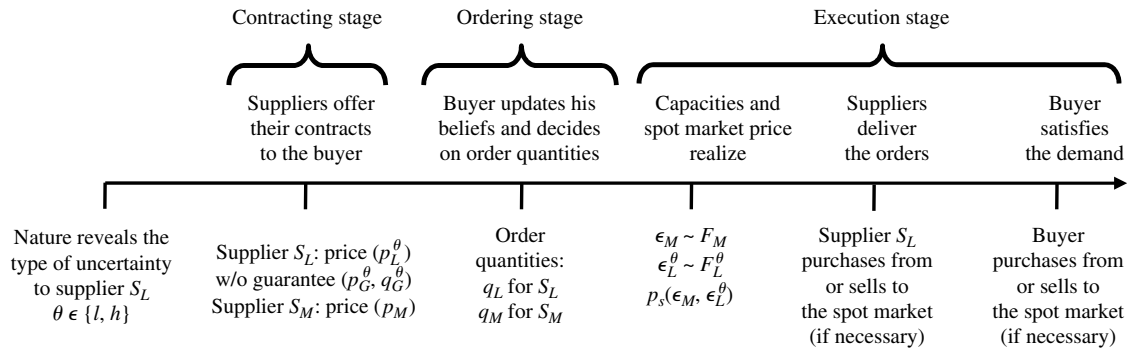 Contracting stage
Ordering stage
Execution stage
Suppliers offer
their contracts
to the buyer
Buyer updates his
beliefs and decides
on order quantities
Capacities and
spot market price
realize
Suppliers
deliver
the orders
Buyer
satisfies
the demand
Nature reveals the
type of uncertainty
to supplier S_L
θ ϵ {l, h}
Supplier S_L: price (p_L^θ)
w/o guarantee (p_G^θ, q_G^θ)
Supplier S_M: price (p_M)
Order
quantities:
q_L for S_L
q_M for S_M
ϵ_M ~ F_M
ϵ_L^θ ~ F_L^θ
p_s(ϵ_M, ϵ_L^θ)
Supplier S_L
purchases from
or sells to
the spot market
(if necessary)
Buyer
purchases from
or sells to
the spot market
(if necessary)